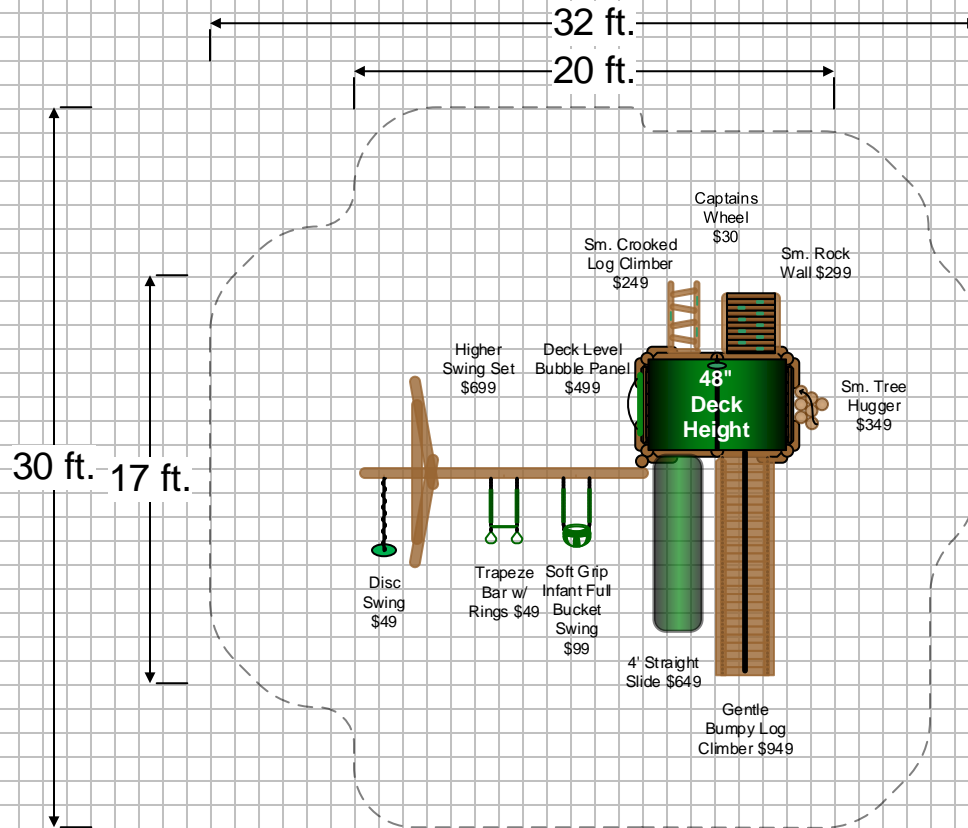 32 ft.
20 ft.
Captains
Wheel
$30
Sm. Crooked
Log Climber
$249
Sm. Rock
Wall $299
Higher
Swing Set
$699
Deck Level
Bubble Panel
$499
48"
Deck
Height
Sm. Tree
Hugger
$349
30 ft.
17 ft.
Disc
Swing
$49
Trapeze
Bar w/
Rings $49
Soft Grip
Infant Full
Bucket
Swing
$99
4' Straight
Slide $649
Gentle
Bumpy Log
Climber $949